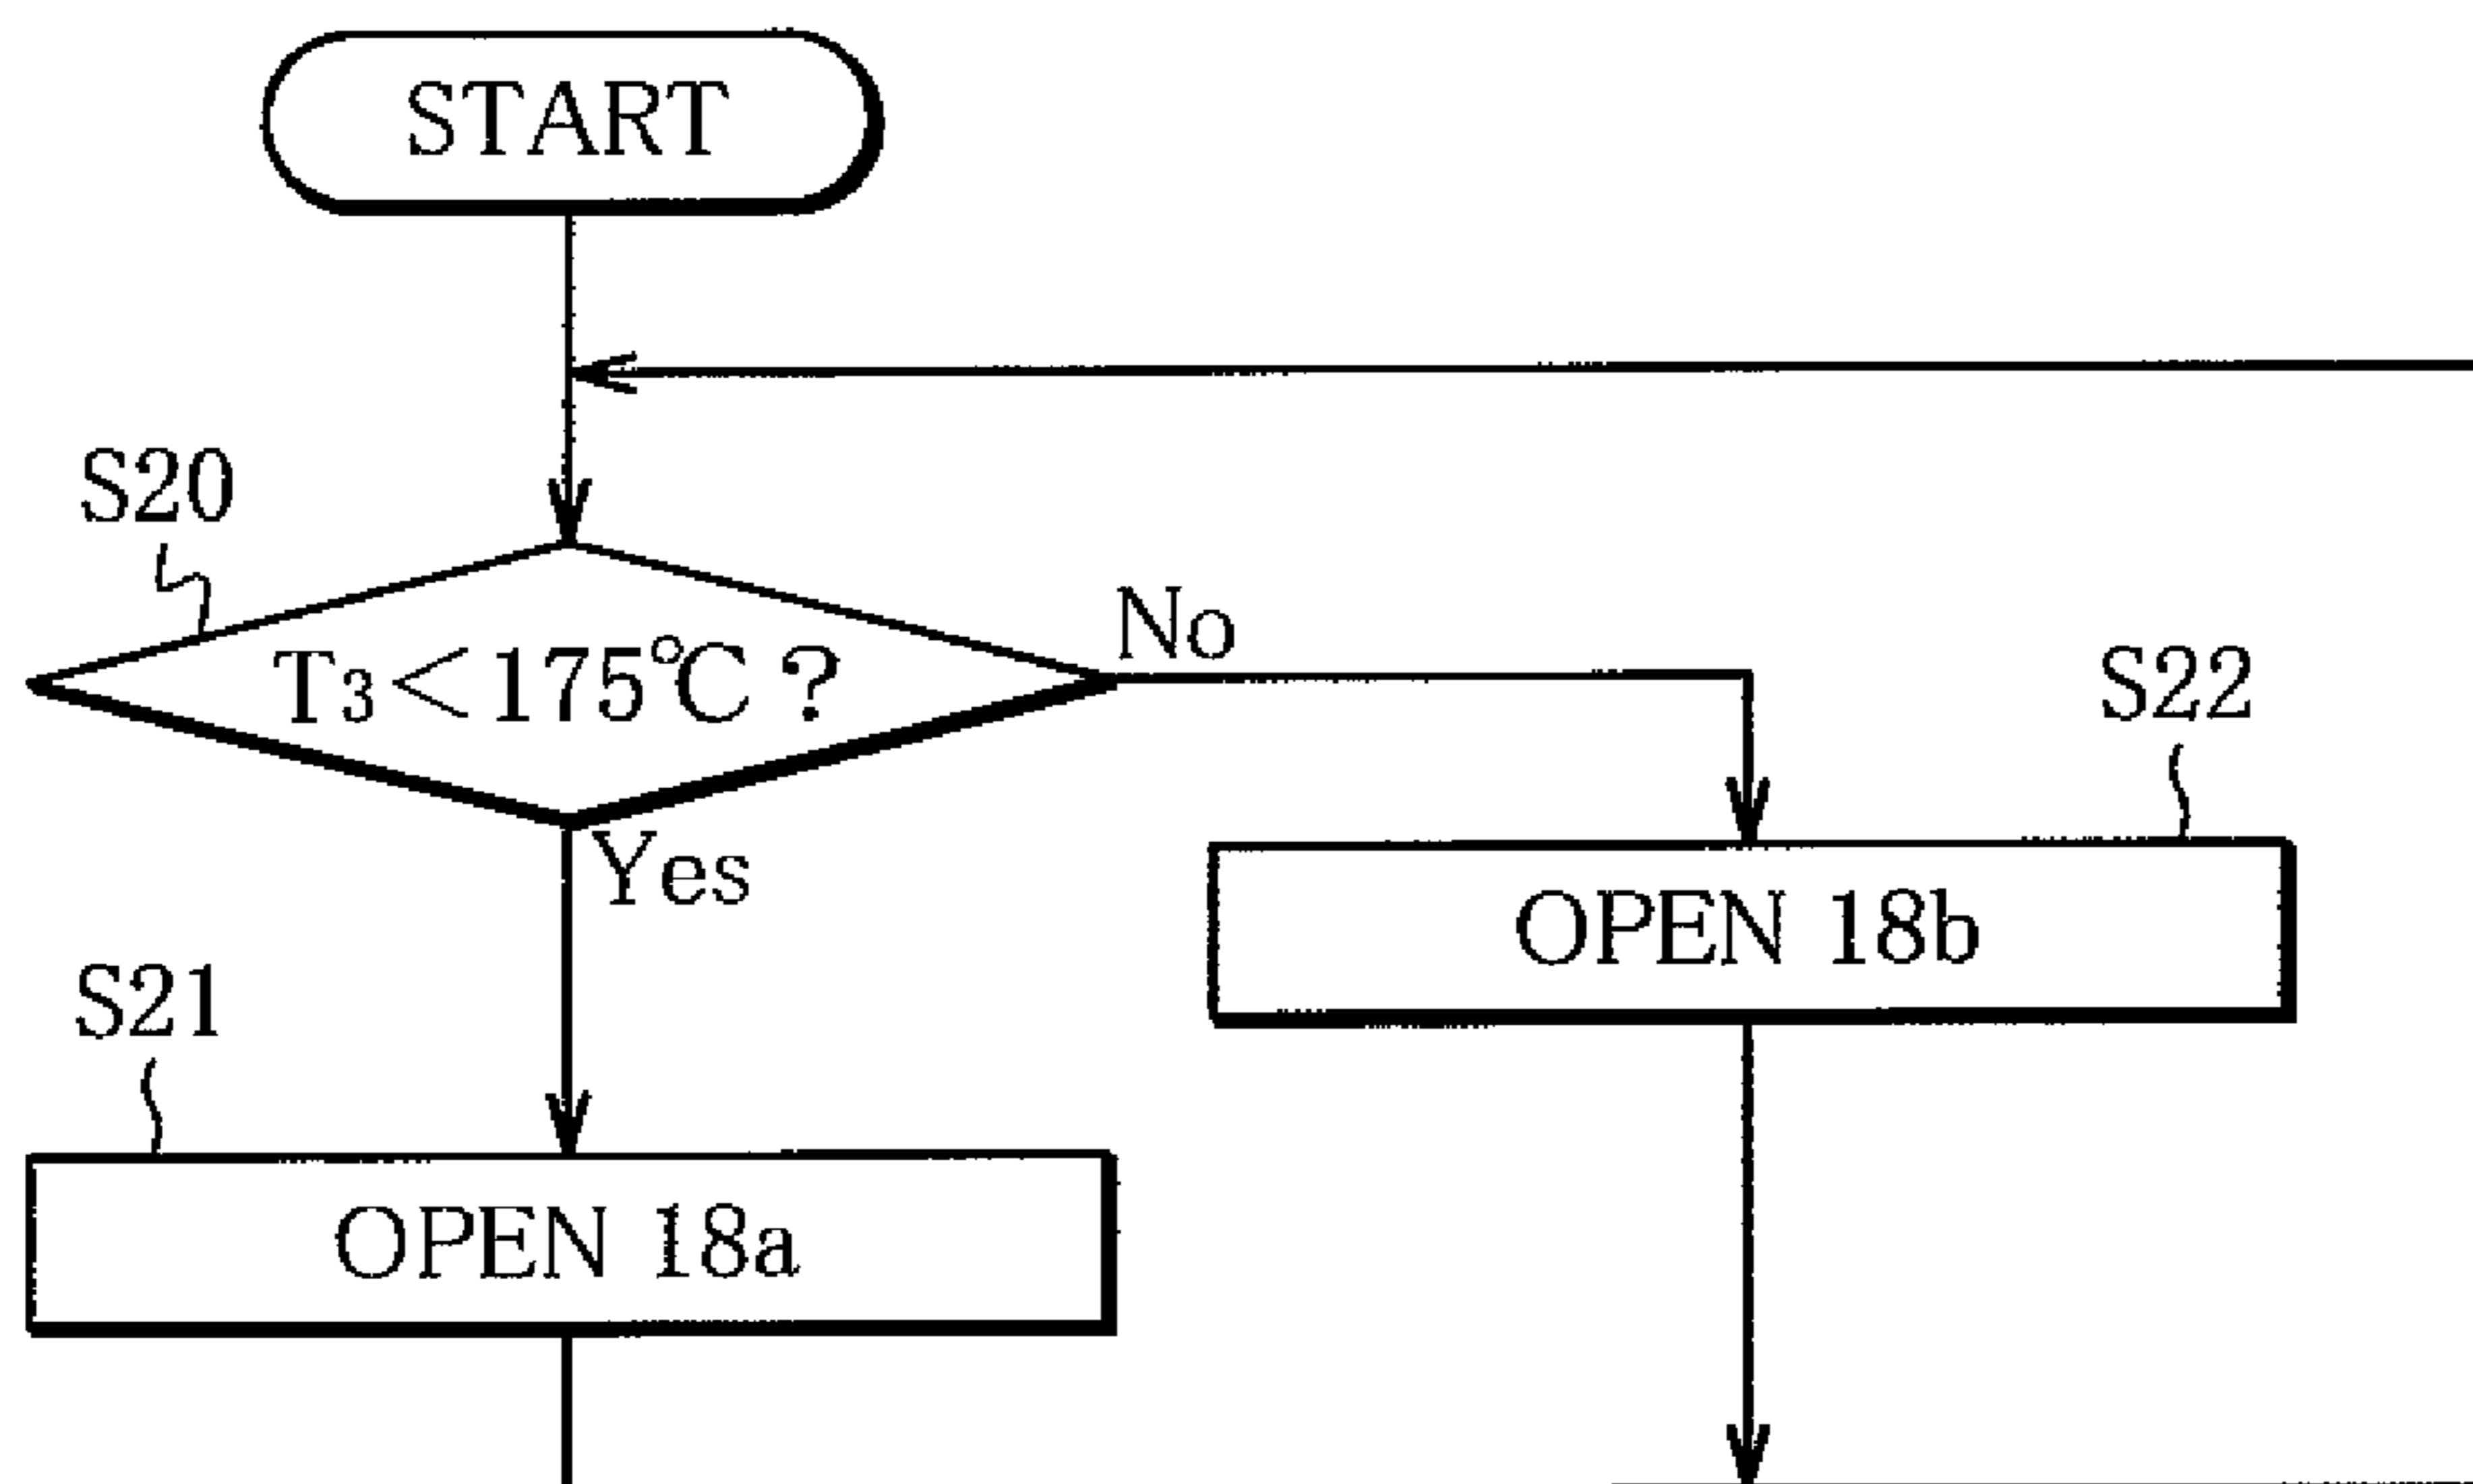 START
S20
T₃<175℃ ?
No
S22
Yes
OPEN 18b
S21
OPEN 18a